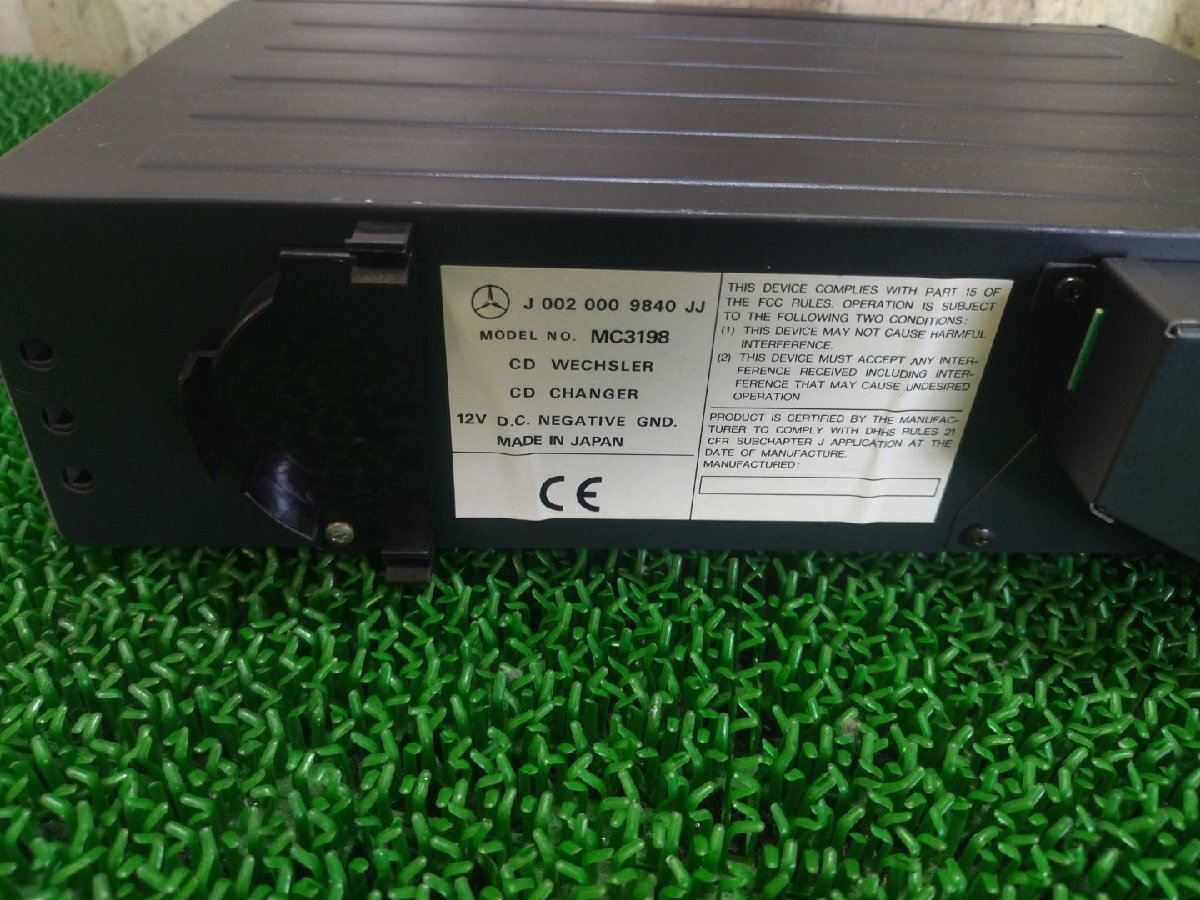 J 002 000 9840 JJ
MODEL NO. MC3198
CD WECHSLER
CD CHANGER
12V D.C. NEGATIVE GND.
MADE IN JAPAN
CE
THIS DEVICE COMPLIES WITH PART 15 OF
THE FCC RULES. OPERATION IS SUBJECT
TO THE FOLLOWING TWO CONDITIONS:
(1) THIS DEVICE MAY NOT CAUSE HARMFUL
INTERFERENCE.
(2) THIS DEVICE MUST ACCEPT ANY INTER-
FERENCE RECEIVED INCLUDING INTER-
FERENCE THAT MAY CAUSE UNDESIRED
OPERATION
PRODUCT IS CERTIFIED BY THE MANUFAC-
TURER TO COMPLY WITH DHHS RULES 21
CFR SUBCHAPTER J APPLICATION AT THE
DATE OF MANUFACTURE.
MANUFACTURED: